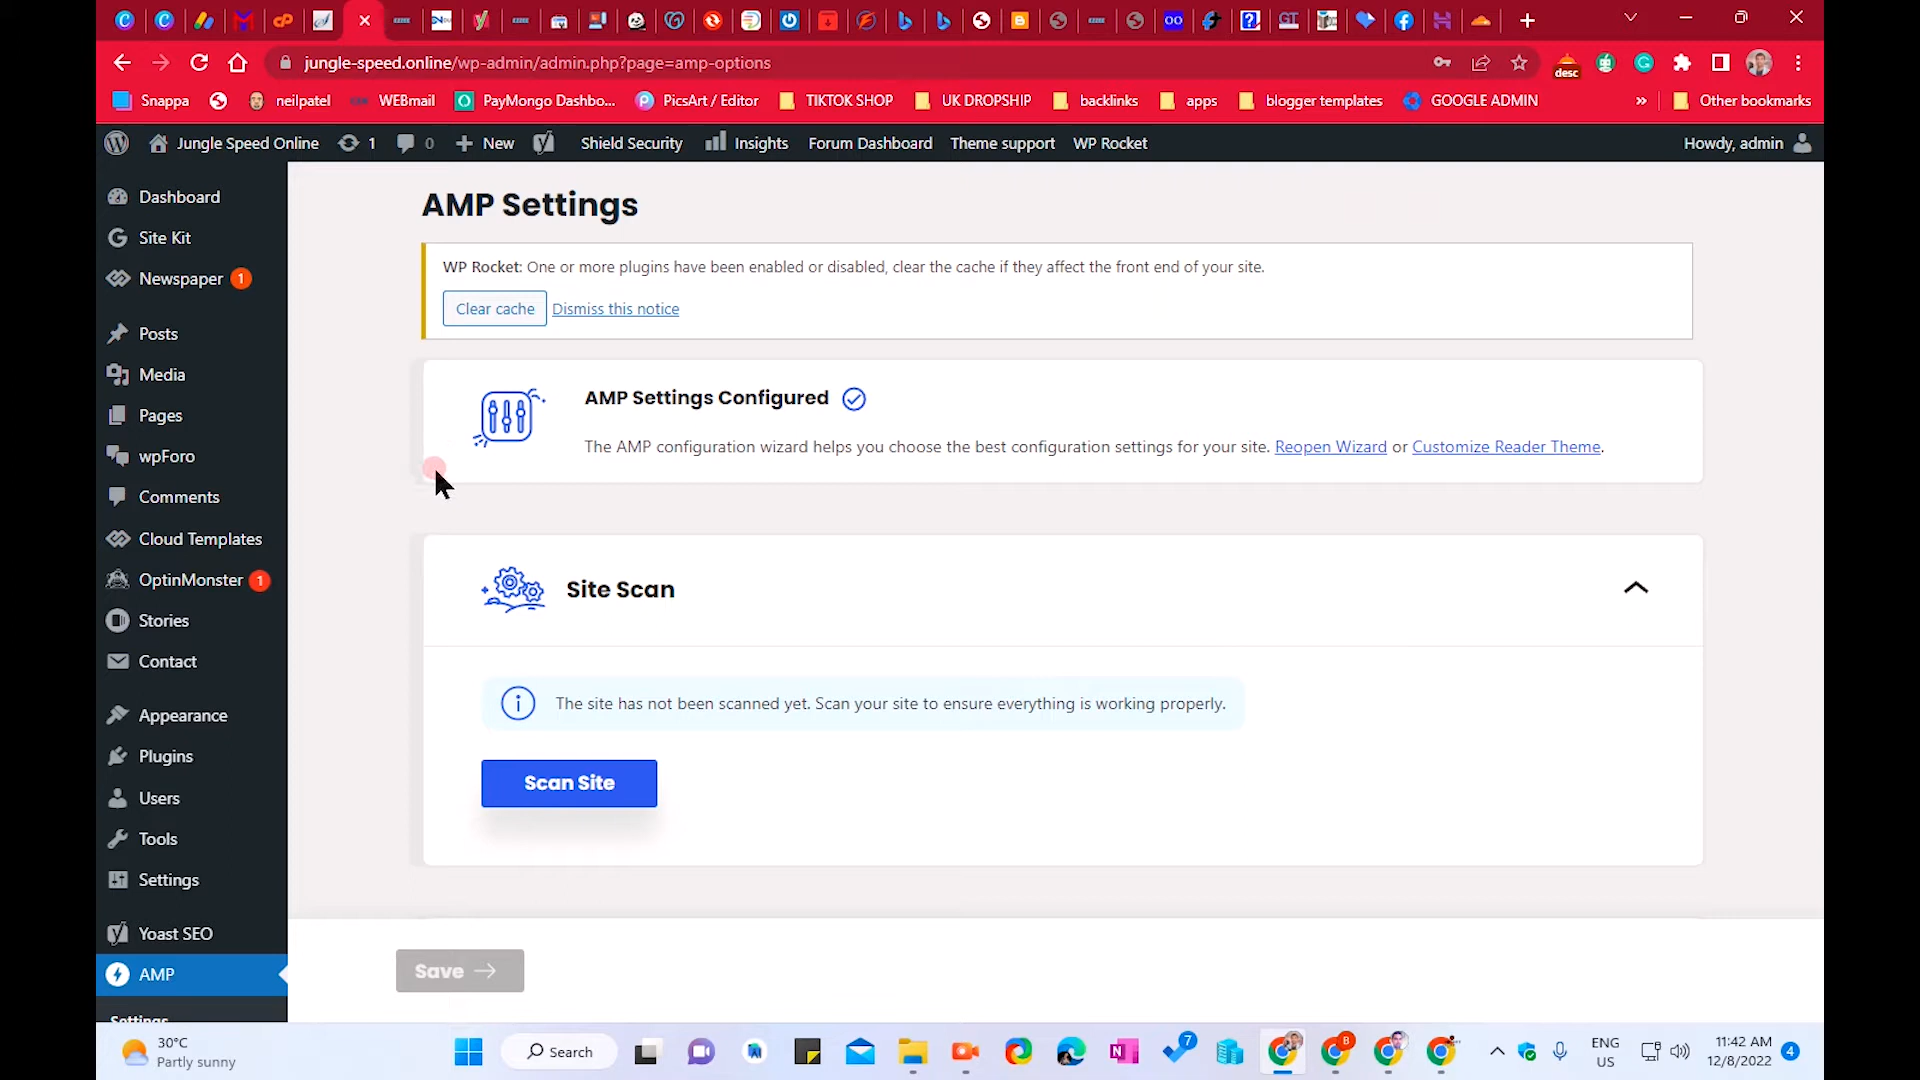 jungle-speed.online/wp-admin/admin.php?page=amp-options
desc
Snappa neilpatel WEBmail PayMongo Dashbo... PicsArt / Editor TIKTOK SHOP UK DROPSHIP backlinks apps blogger templates GOOGLE ADMIN » Other bookmarks
Jungle Speed Online 1 0 New Shield Security Insights Forum Dashboard Theme support WP Rocket Howdy, admin
Dashboard
Site Kit
Newspaper 1
Posts
Media
Pages
wpForo
Comments
Cloud Templates
OptinMonster 1
Stories
Contact
Appearance
Plugins
Users
Tools
Settings
Yoast SEO
AMP
Settings
AMP Settings
WP Rocket: One or more plugins have been enabled or disabled, clear the cache if they affect the front end of your site.
Clear cache Dismiss this notice
AMP Settings Configured
The AMP configuration wizard helps you choose the best configuration settings for your site. Reopen Wizard or Customize Reader Theme.
Site Scan
The site has not been scanned yet. Scan your site to ensure everything is working properly.
Scan Site
Save
30°C
Partly sunny
Search
7
8
ENG
US
11:42 AM
12/8/2022
4